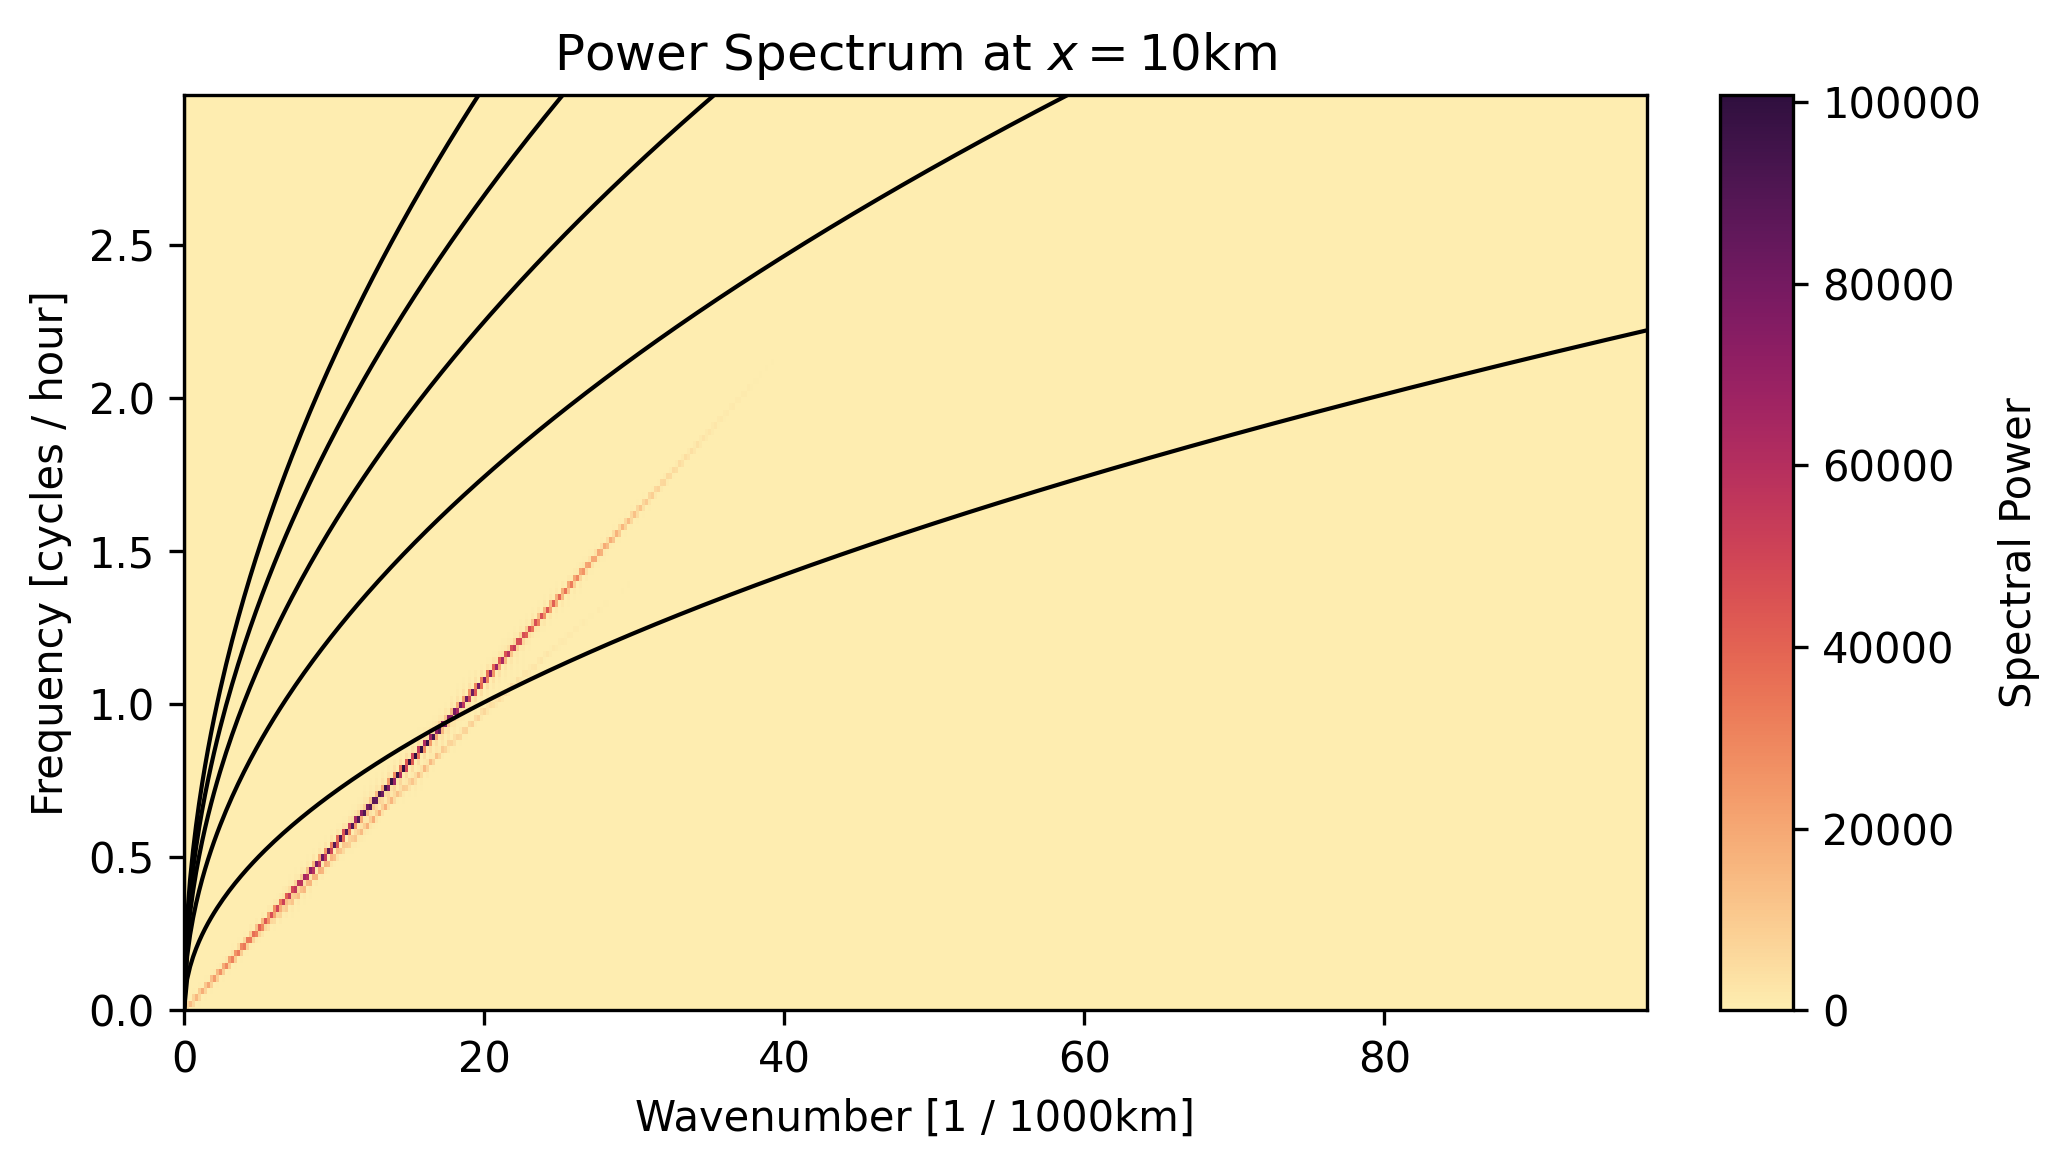 Power Spectrum at x = 10km
Frequency [cycles / hour]
2.5
2.0
1.5
1.0
0.5
0.0
0 20 40 60 80
Wavenumber [1 / 1000km]
100000
80000
60000
40000
20000
0
Spectral Power